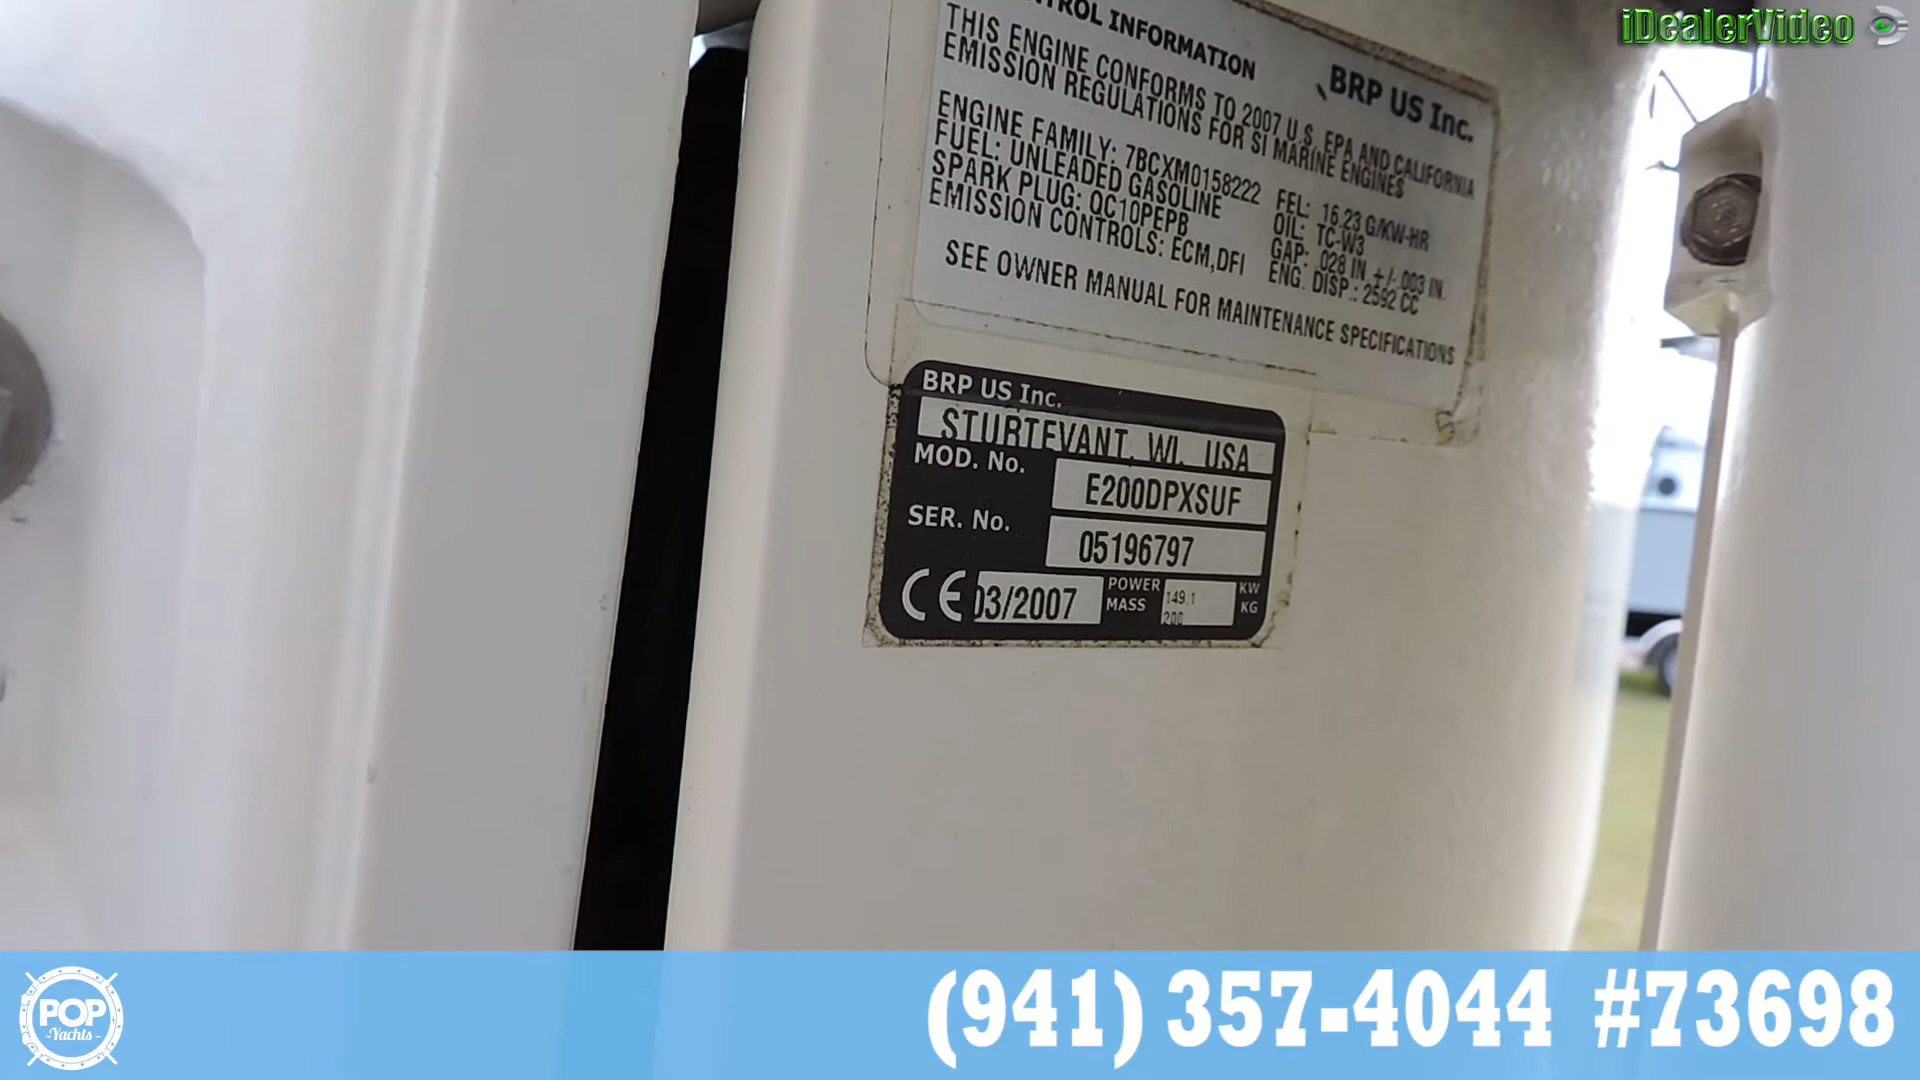 iDealerVideo
CONTROL INFORMATION
BRP US Inc.
THIS ENGINE CONFORMS TO 2007 U.S. EPA AND CALIFORNIA
EMISSION REGULATIONS FOR SI MARINE ENGINES
ENGINE FAMILY: 7BCXM0158222 FEL: 16.23 G/KW-HR
FUEL: UNLEADED GASOLINE OIL: TC-W3
SPARK PLUG: QC10PEPB GAP: .028 IN. +/- .003 IN.
EMISSION CONTROLS: ECM,DFI ENG. DISP.: 2592 CC
SEE OWNER MANUAL FOR MAINTENANCE SPECIFICATIONS
BRP US Inc.
STURTEVANT, WI, USA
MOD. No. E200DPXSUF
SER. No. 05196797
CE 03/2007 POWER 149.1 KW
MASS 200 KG
POP
-Yachts-
(941) 357-4044 #73698